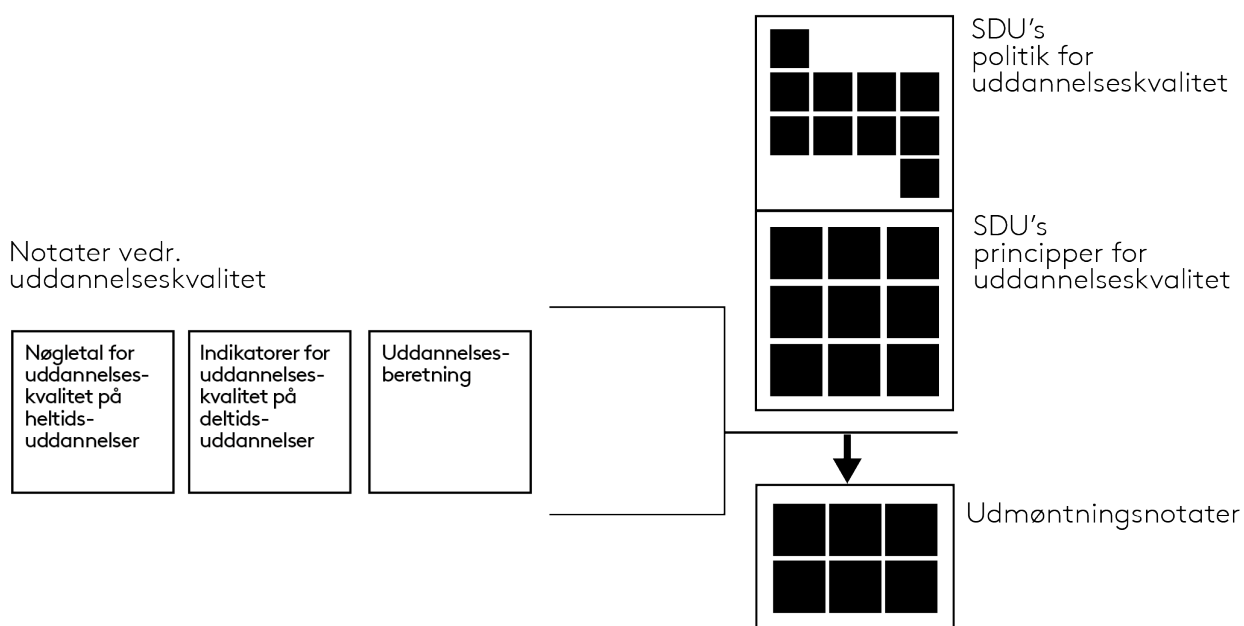 SDU's
politik for
uddannelseskvalitet
SDU's
principper for
uddannelseskvalitet
Notater vedr.
uddannelseskvalitet
Nøgletal for
uddannelses-
kvalitet på
heltids-
uddannelser
Indikatorer for
uddannelses-
kvalitet på
deltids-
uddannelser
Uddannelses-
beretning
Udmøntningsnotater